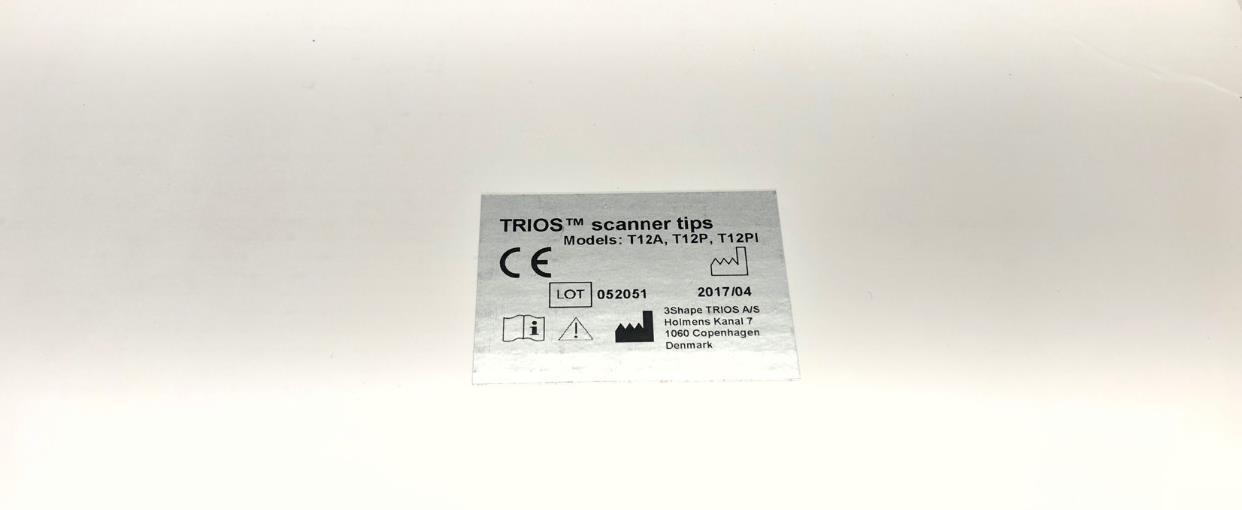 TRIOS™ scanner tips
Models: T12A, T12P, T12PI
CE
LOT 052051 2017/04
3Shape TRIOS A/S
Holmens Kanal 7
1060 Copenhagen
Denmark